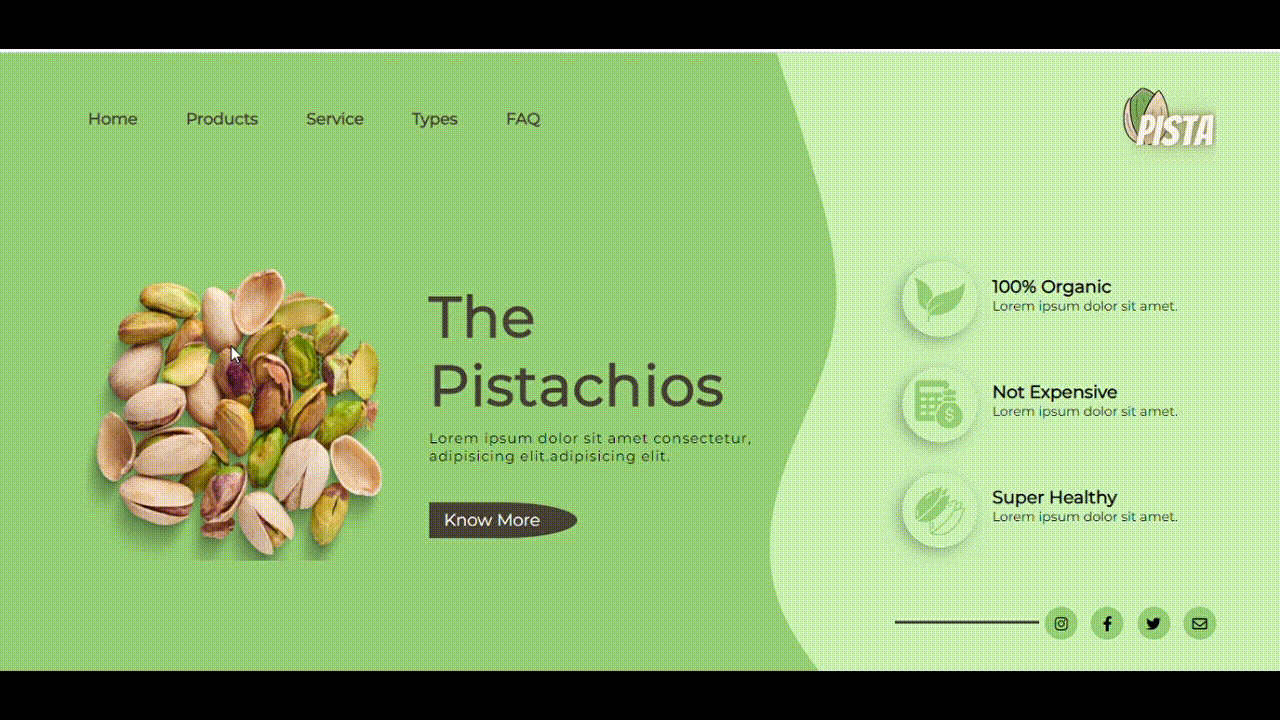 Home Products Service Types FAQ
PISTA
The
Pistachios
Lorem ipsum dolor sit amet consectetur,
adipisicing elit.adipisicing elit.
Know More
100% Organic
Lorem ipsum dolor sit amet.
Not Expensive
Lorem ipsum dolor sit amet.
$
Super Healthy
Lorem ipsum dolor sit amet.